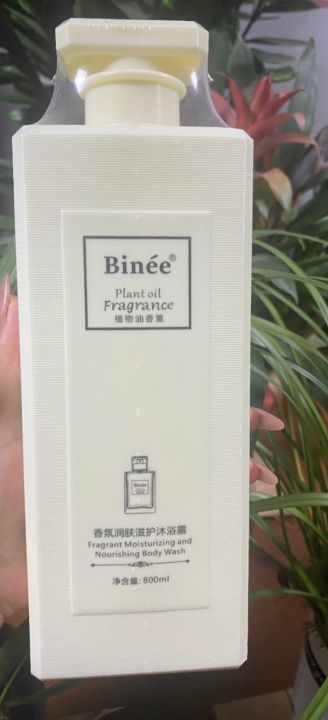 Binée®
Plant oil
Fragrance
植物油香薰
Binée
香氛润肤滋护沐浴露
Fragrant Moisturizing and
Nourishing Body Wash
净含量:800ml